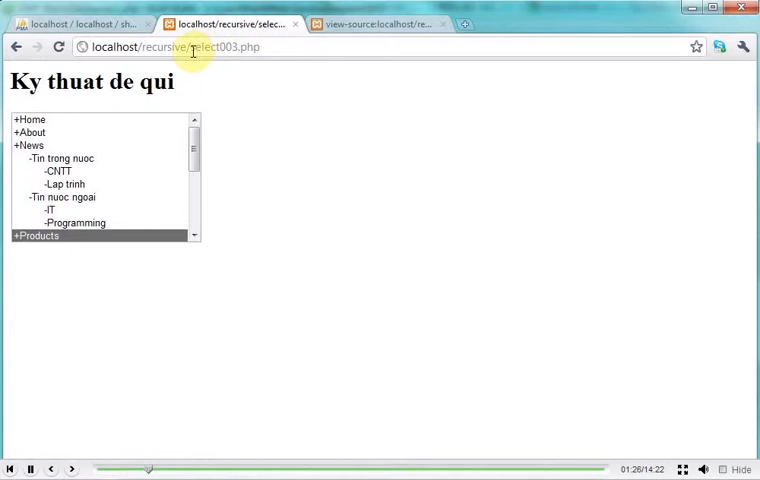 localhost / localhost / sh...
localhost/recursive/selec...
view-source:localhost/re...
localhost/recursive/select003.php
Ky thuat de qui
+Home
+About
+News
-Tin trong nuoc
-CNTT
-Lap trinh
-Tin nuoc ngoai
-IT
-Programming
+Products
01:26/14:22
Hide